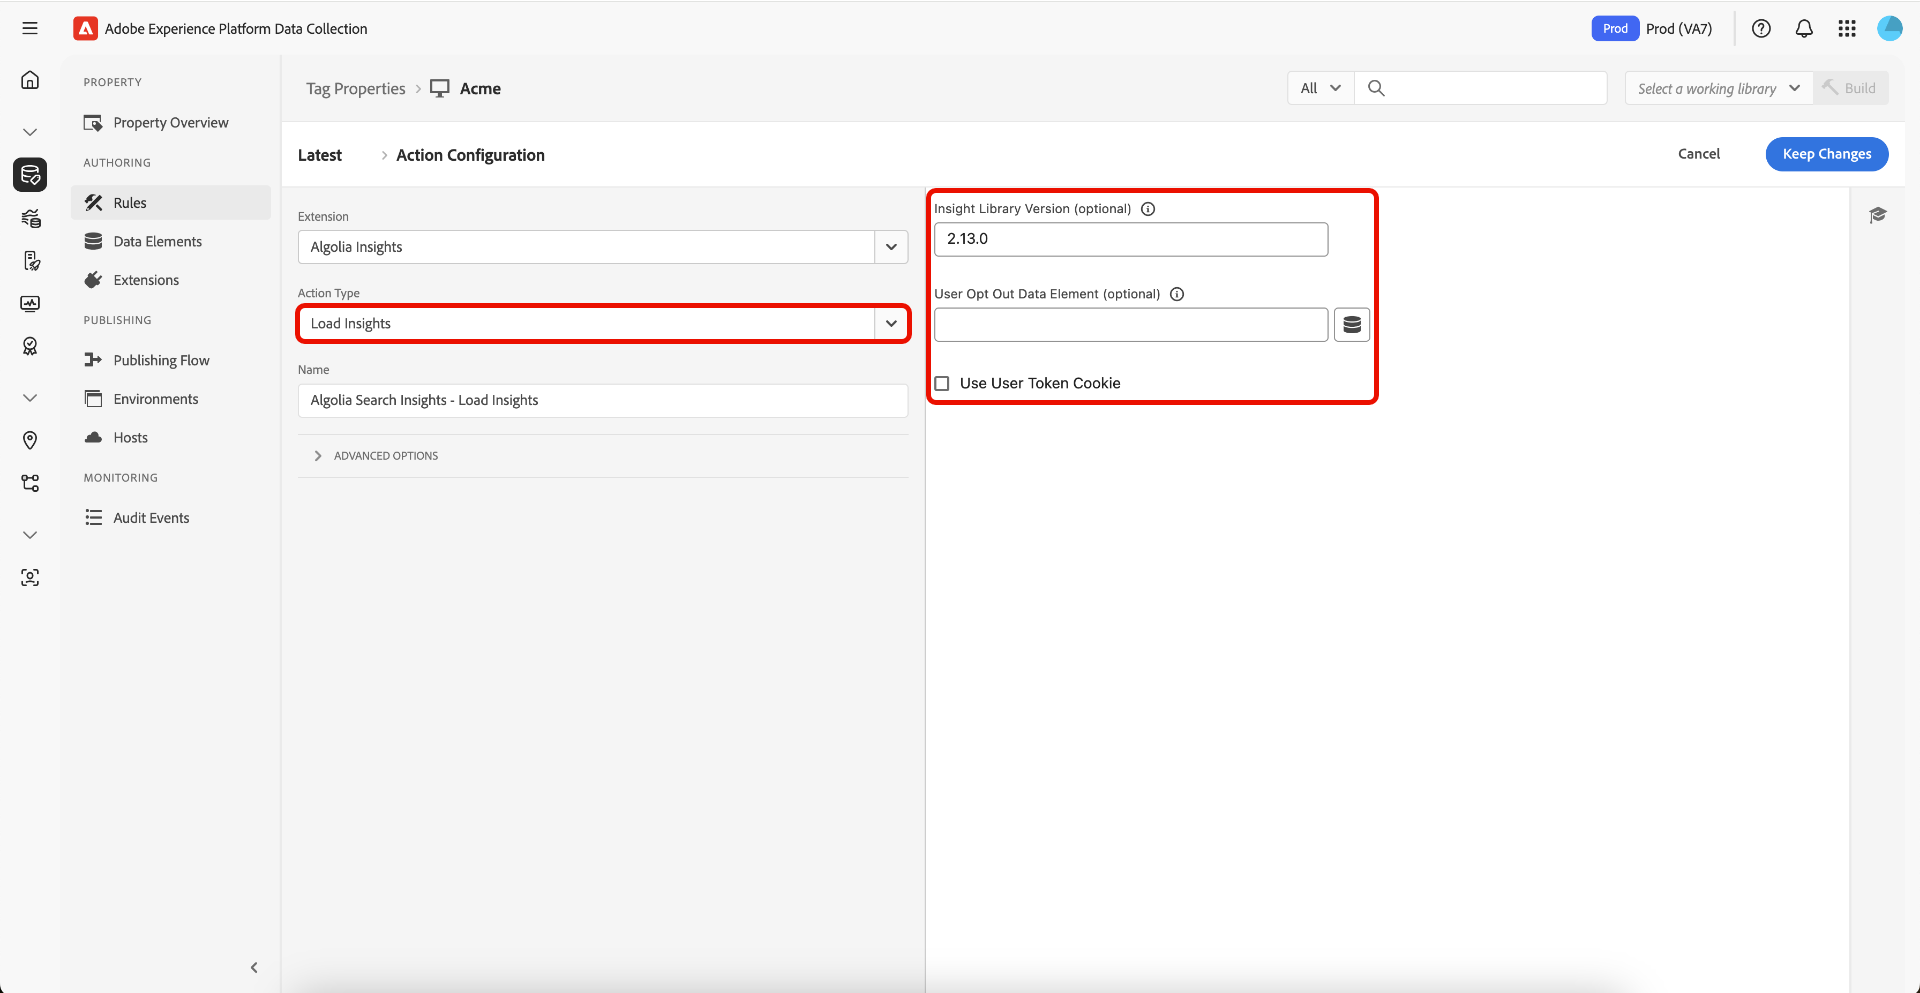 Adobe Experience Platform Data Collection
Prod
Prod (VA7)
PROPERTY
Property Overview
AUTHORING
Rules
Data Elements
Extensions
PUBLISHING
Publishing Flow
Environments
Hosts
MONITORING
Audit Events
Tag Properties
Acme
All
Select a working library
Build
Latest
Action Configuration
Cancel
Keep Changes
Extension
Algolia Insights
Action Type
Load Insights
Name
Algolia Search Insights - Load Insights
ADVANCED OPTIONS
Insight Library Version (optional)
2.13.0
User Opt Out Data Element (optional)
Use User Token Cookie